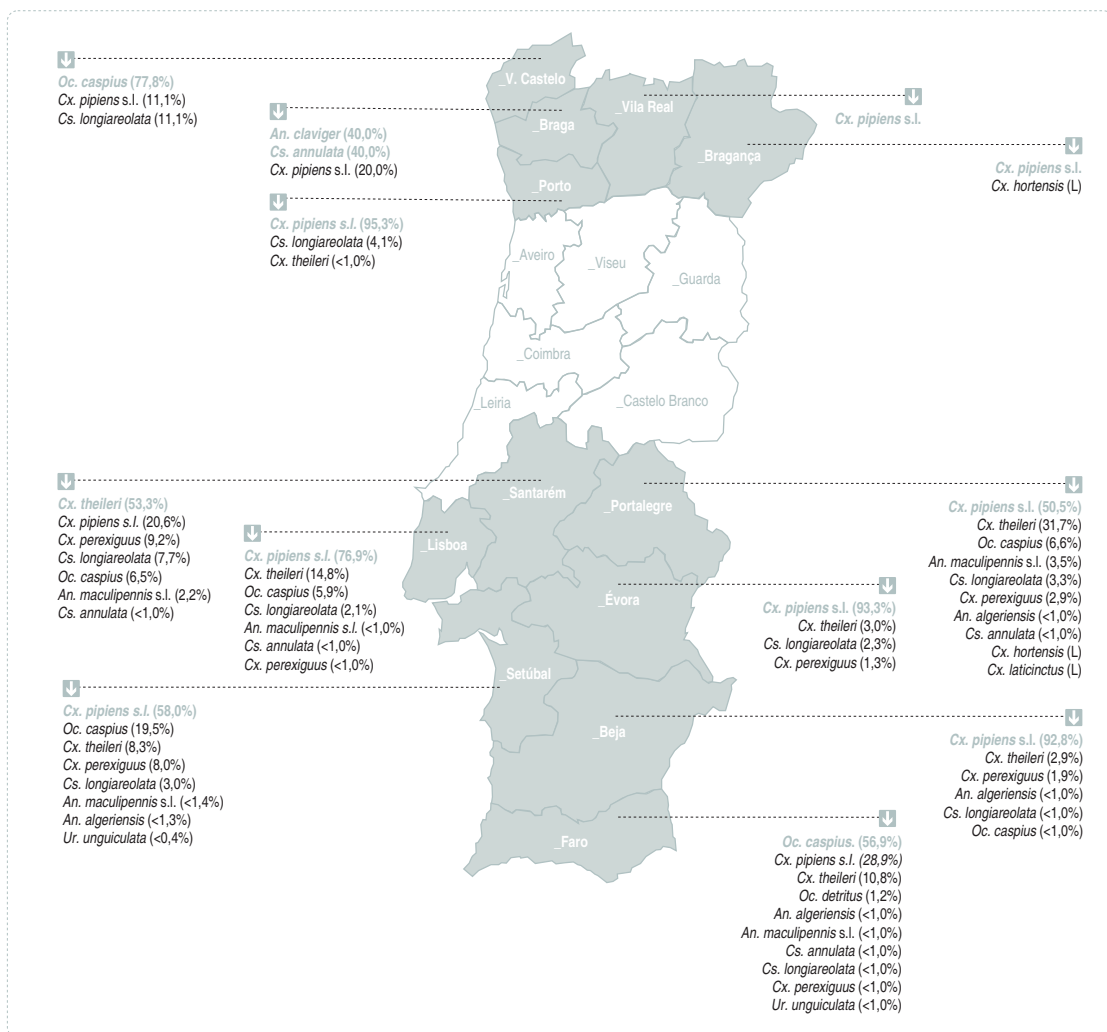 Oc. caspius (77,8%)
Cx. pipiens s.l. (11,1%)
Cs. longiareolata (11,1%)
An. claviger (40,0%)
Cs. annulata (40,0%)
Cx. pipiens s.l. (20,0%)
Cx. pipiens s.l. (95,3%)
Cs. longiareolata (4,1%)
Cx. theileri (<1,0%)
_V. Castelo
_Braga
_Porto
_Vila Real
_Bragança
Cx. pipiens s.l.
Cx. pipiens s.l.
Cx. hortensis (L)
_Aveiro
_Viseu
_Guarda
_Coimbra
_Leiria
_Castelo Branco
_Santarém
_Portalegre
_Lisboa
_Évora
_Setúbal
_Beja
_Faro
Cx. theileri (53,3%)
Cx. pipiens s.l. (20,6%)
Cx. perexiguus (9,2%)
Cs. longiareolata (7,7%)
Oc. caspius (6,5%)
An. maculipennis s.l. (2,2%)
Cs. annulata (<1,0%)
Cx. pipiens s.l. (76,9%)
Cx. theileri (14,8%)
Oc. caspius (5,9%)
Cs. longiareolata (2,1%)
An. maculipennis s.l. (<1,0%)
Cs. annulata (<1,0%)
Cx. perexiguus (<1,0%)
Cx. pipiens s.l. (50,5%)
Cx. theileri (31,7%)
Oc. caspius (6,6%)
An. maculipennis s.l. (3,5%)
Cs. longiareolata (3,3%)
Cx. perexiguus (2,9%)
An. algeriensis (<1,0%)
Cs. annulata (<1,0%)
Cx. hortensis (L)
Cx. laticinctus (L)
Cx. pipiens s.l. (93,3%)
Cx. theileri (3,0%)
Cs. longiareolata (2,3%)
Cx. perexiguus (1,3%)
Cx. pipiens s.l. (58,0%)
Oc. caspius (19,5%)
Cx. theileri (8,3%)
Cx. perexiguus (8,0%)
Cs. longiareolata (3,0%)
An. maculipennis s.l. (<1,4%)
An. algeriensis (<1,3%)
Ur. unguiculata (<0,4%)
Cx. pipiens s.l. (92,8%)
Cx. theileri (2,9%)
Cx. perexiguus (1,9%)
An. algeriensis (<1,0%)
Cs. longiareolata (<1,0%)
Oc. caspius (<1,0%)
Oc. caspius. (56,9%)
Cx. pipiens s.l. (28,9%)
Cx. theileri (10,8%)
Oc. detritus (1,2%)
An. algeriensis (<1,0%)
An. maculipennis s.l. (<1,0%)
Cs. annulata (<1,0%)
Cs. longiareolata (<1,0%)
Cx. perexiguus (<1,0%)
Ur. unguiculata (<1,0%)